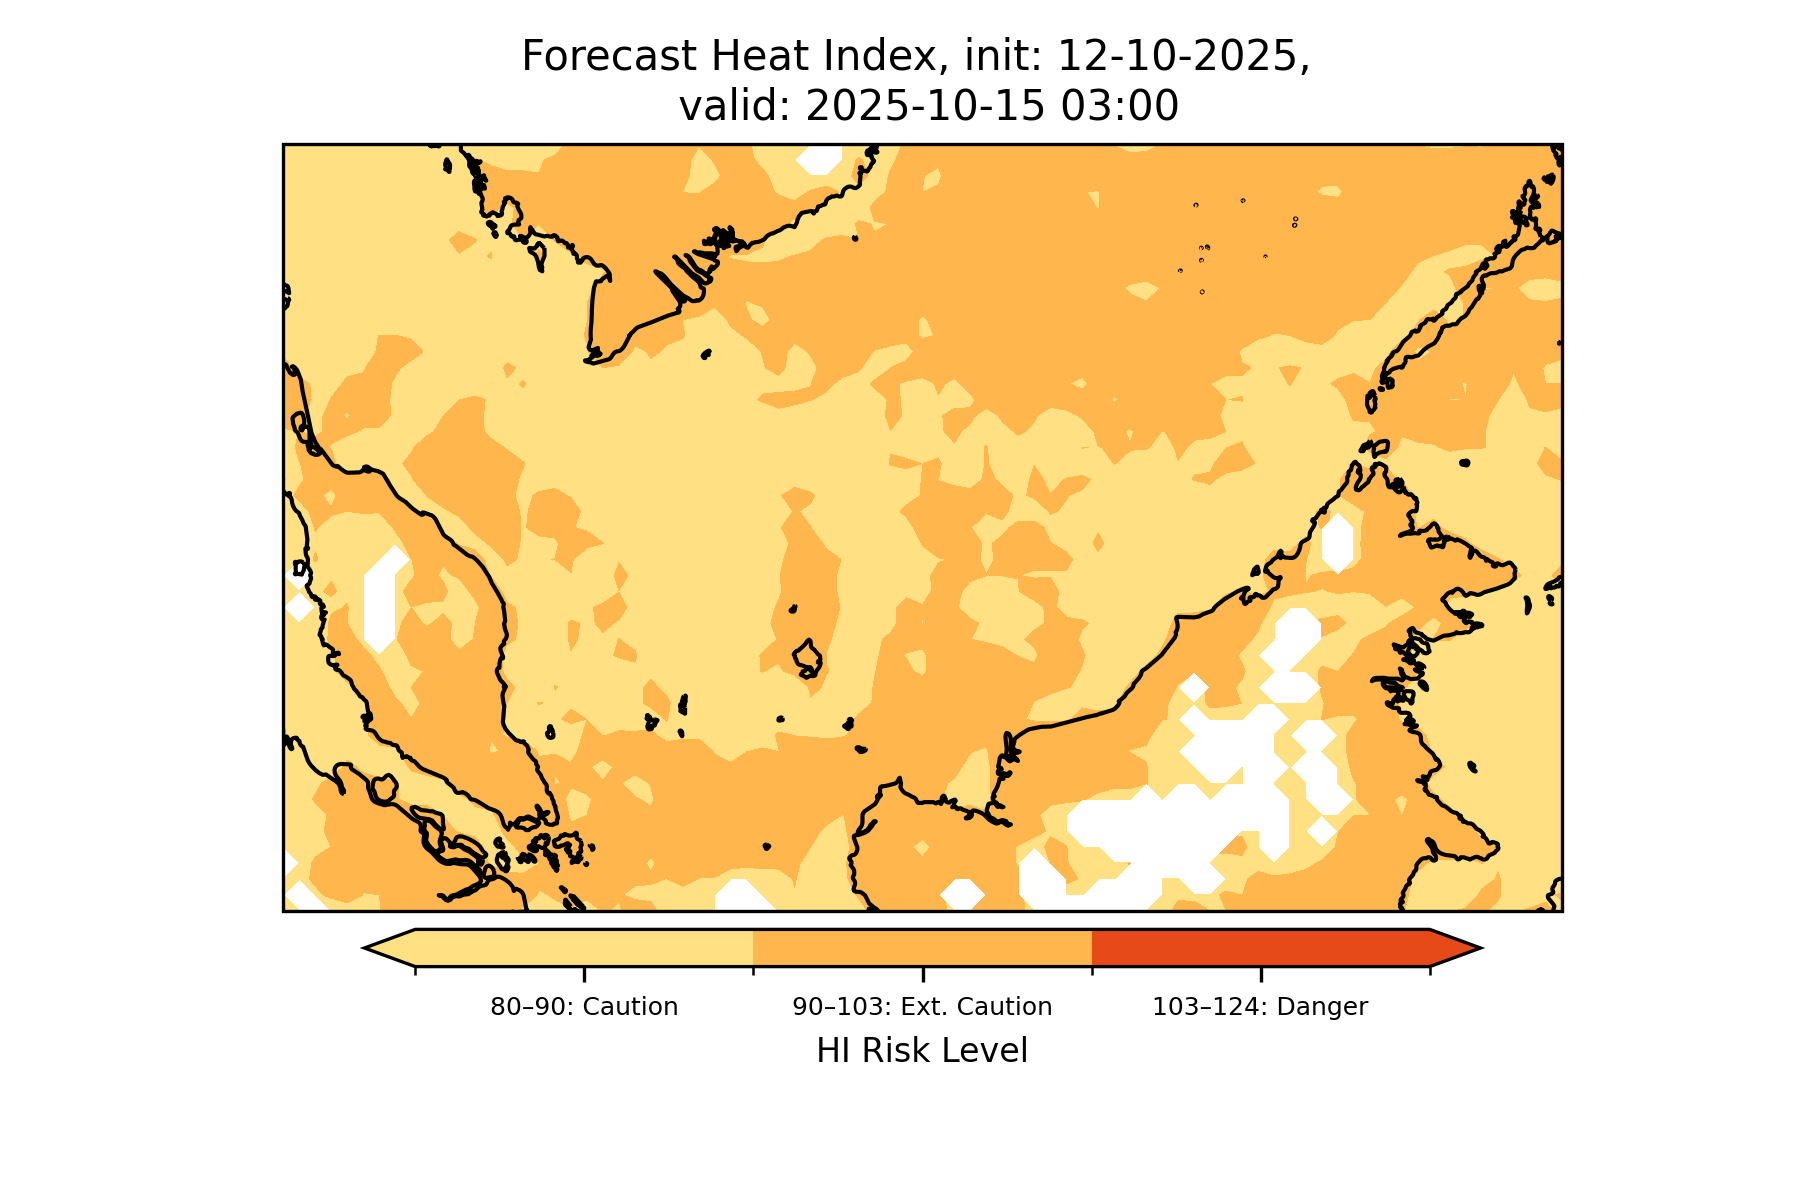 Forecast Heat Index, init: 12-10-2025,
valid: 2025-10-15 03:00
80–90: Caution
90–103: Ext. Caution
103–124: Danger
HI Risk Level